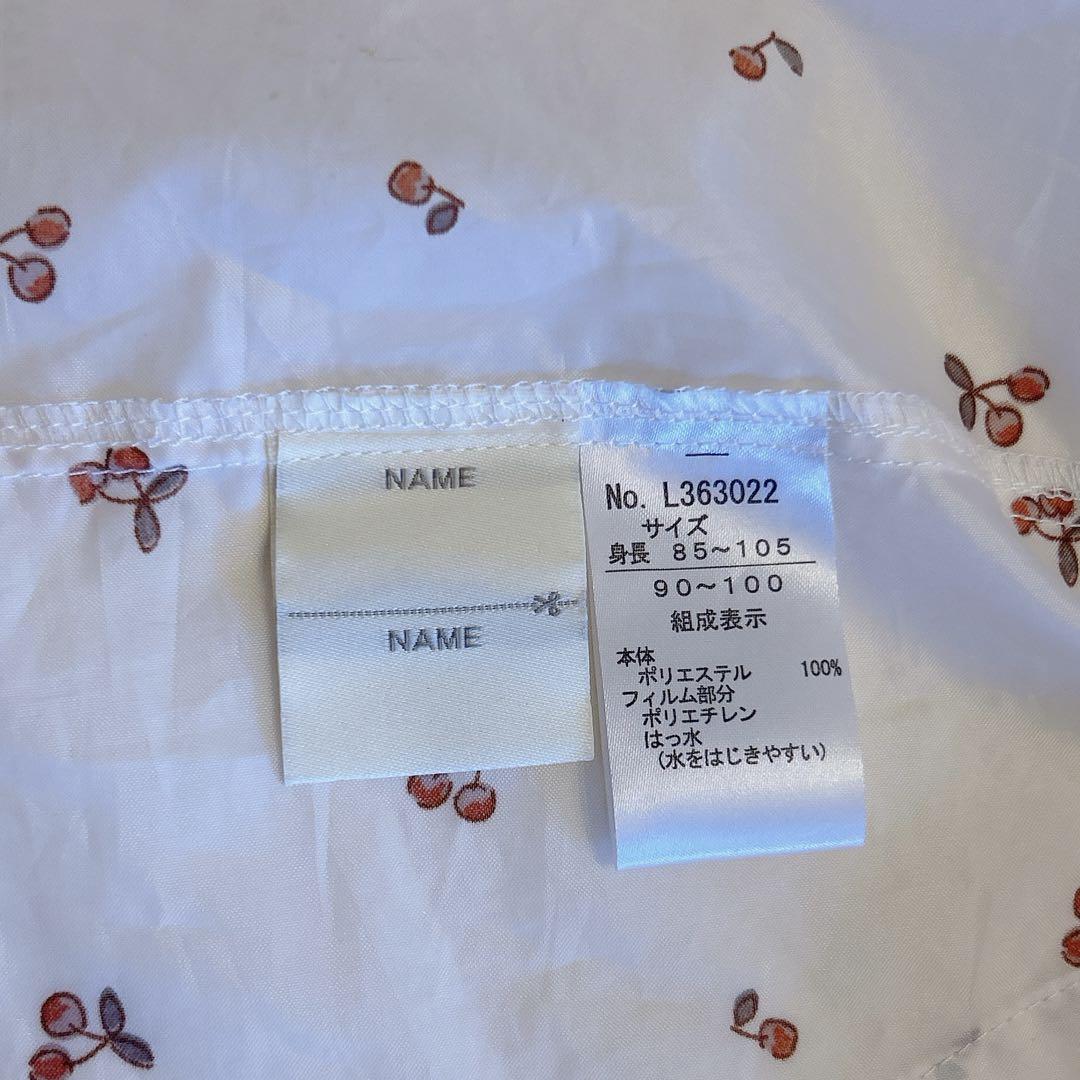 NAME
NAME
No. L363022
サイズ
身長 85~105
90~100
組成表示
本体
ポリエステル 100%
フィルム部分
ポリエチレン
はっ水
(水をはじきやすい)